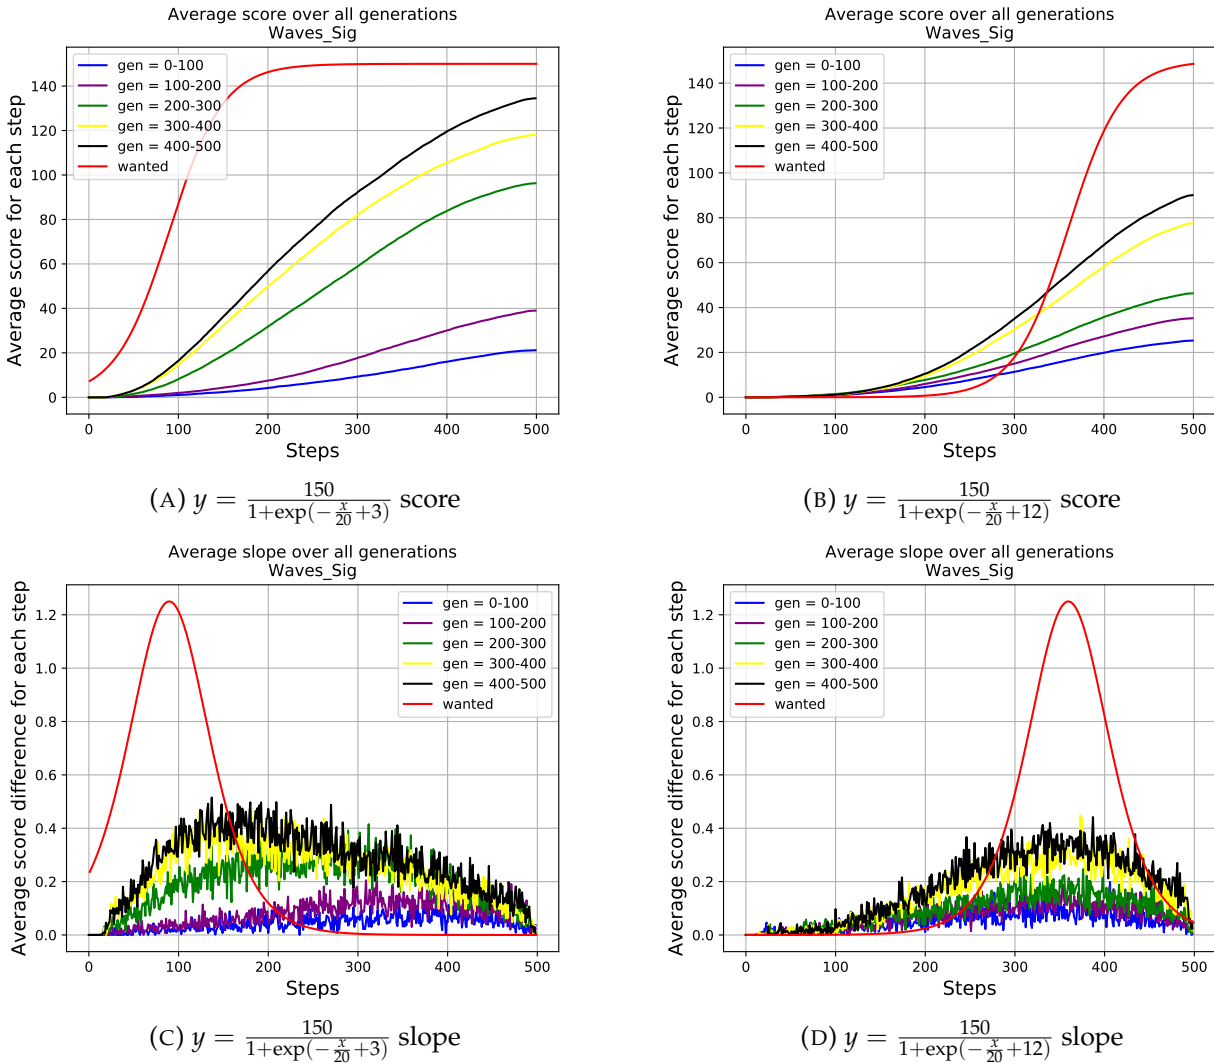 Average score over all generations
Waves_Sig
Average score for each step
140
120
100
80
60
40
20
0
gen = 0-100
gen = 100-200
gen = 200-300
gen = 300-400
gen = 400-500
wanted
0 100 200 300 400 500
Steps
(A) y = 150 / 1+exp(−x/20+3) score
Average score over all generations
Waves_Sig
Average score for each step
140
120
100
80
60
40
20
0
gen = 0-100
gen = 100-200
gen = 200-300
gen = 300-400
gen = 400-500
wanted
0 100 200 300 400 500
Steps
(B) y = 150 / 1+exp(−x/20+12) score
Average slope over all generations
Waves_Sig
Average score difference for each step
1.2
1.0
0.8
0.6
0.4
0.2
0.0
gen = 0-100
gen = 100-200
gen = 200-300
gen = 300-400
gen = 400-500
wanted
0 100 200 300 400 500
Steps
(C) y = 150 / 1+exp(−x/20+3) slope
Average slope over all generations
Waves_Sig
Average score difference for each step
1.2
1.0
0.8
0.6
0.4
0.2
0.0
gen = 0-100
gen = 100-200
gen = 200-300
gen = 300-400
gen = 400-500
wanted
0 100 200 300 400 500
Steps
(D) y = 150 / 1+exp(−x/20+12) slope